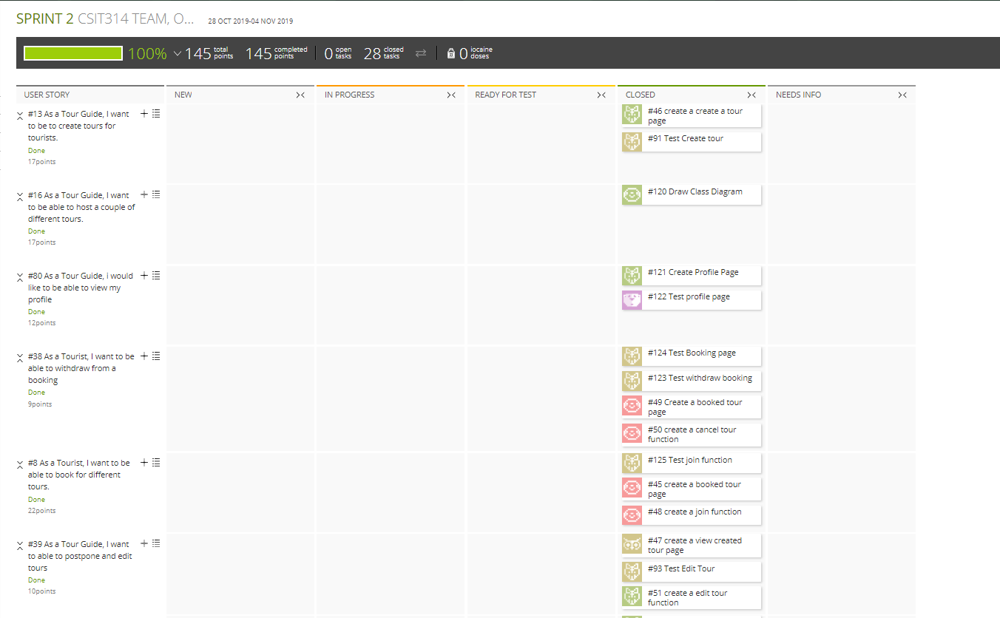 SPRINT 2 CSIT314 TEAM, O... 28 OCT 2019-04 NOV 2019
100% 145 total points 145 completed points 0 open tasks 28 closed tasks 0 iocaine doses
USER STORY NEW IN PROGRESS READY FOR TEST CLOSED NEEDS INFO
#13 As a Tour Guide, I want
to be to create tours for
tourists.
Done
17points
#46 create a create a tour
page
#91 Test Create tour
#16 As a Tour Guide, I want
to be able to host a couple of
different tours.
Done
17points
#120 Draw Class Diagram
#80 As a Tour Guide, i would
like to be able to view my
profile
Done
12points
#121 Create Profile Page
#122 Test profile page
#38 As a Tourist, I want to be
able to withdraw from a
booking
Done
9points
#124 Test Booking page
#123 Test withdraw booking
#49 Create a booked tour
page
#50 create a cancel tour
function
#8 As a Tourist, I want to be
able to book for different
tours.
Done
22points
#125 Test join function
#45 create a booked tour
page
#48 create a join function
#39 As a Tour Guide, I want
to able to postpone and edit
tours
Done
10points
#47 create a view created
tour page
#93 Test Edit Tour
#51 create a edit tour
function